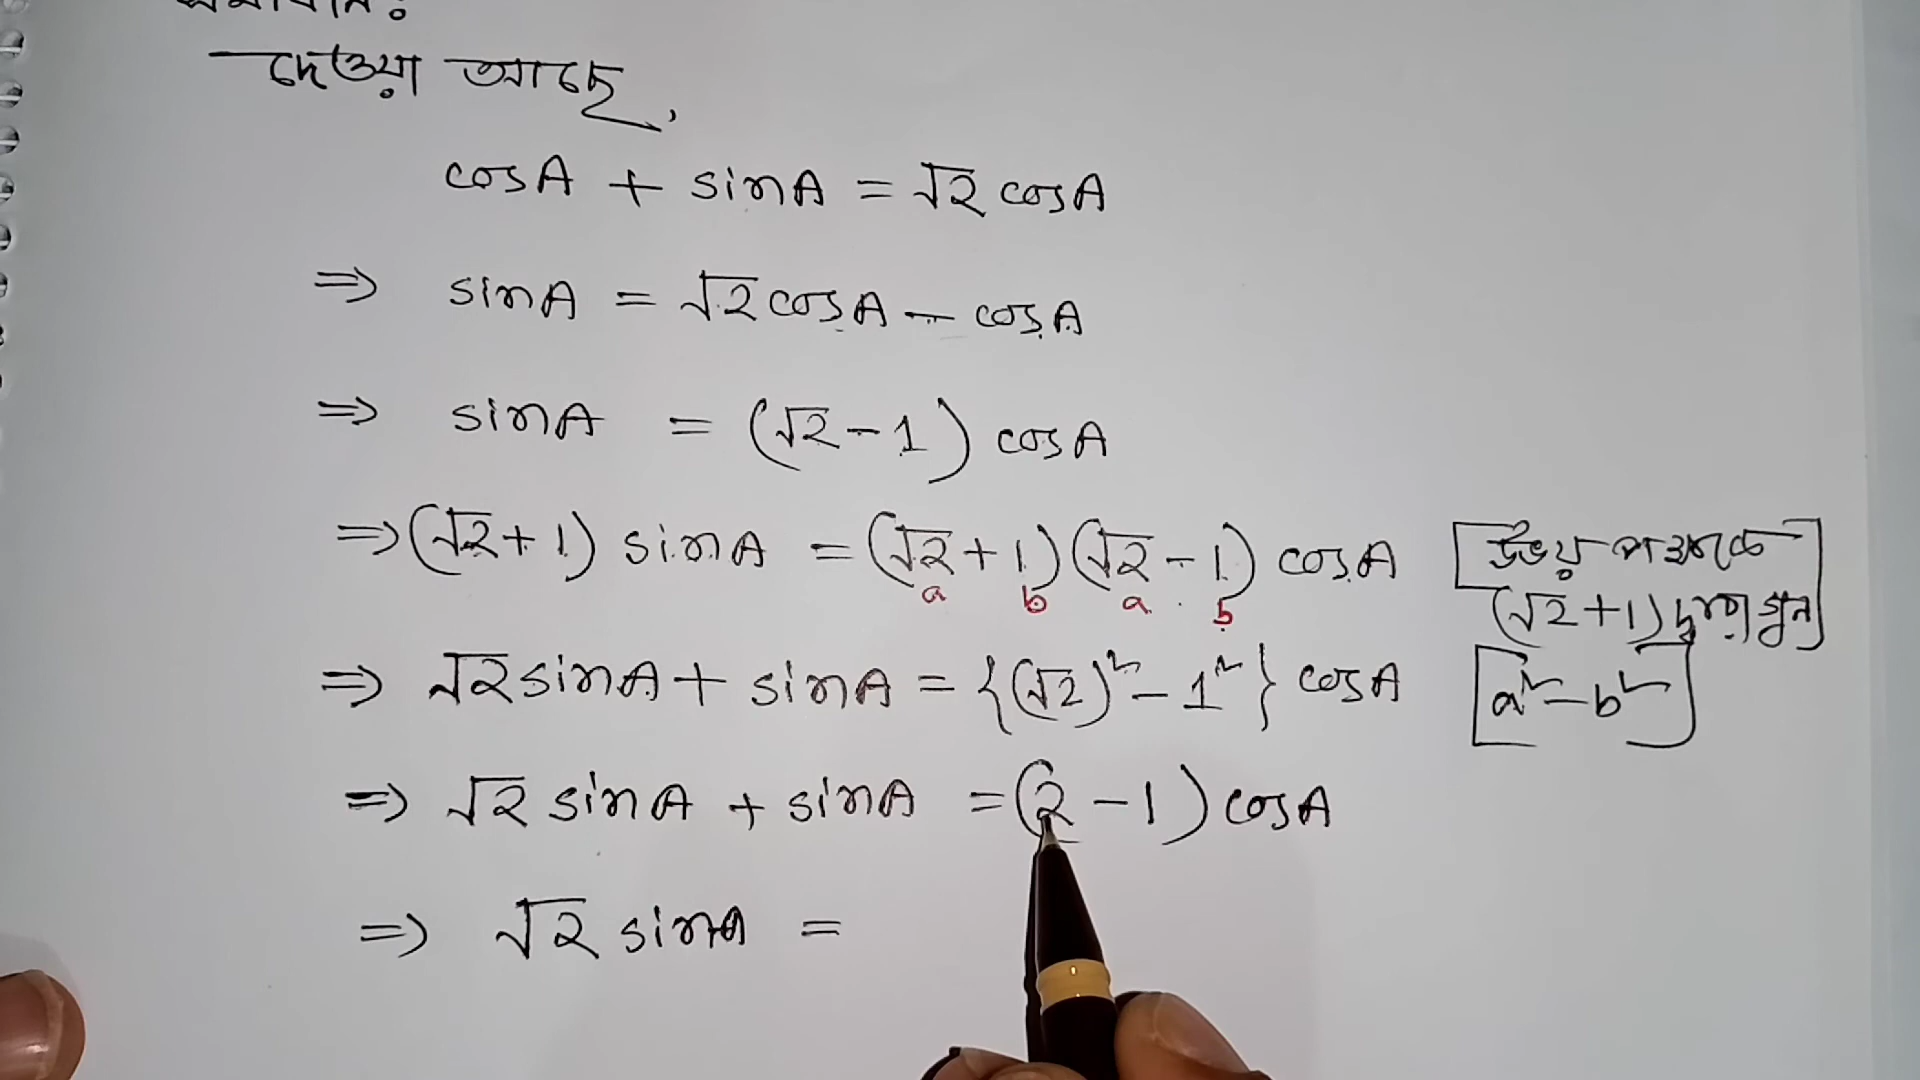 সমাধান:
দেওয়া আছে,
cosA + sinA = √2 cosA
⇒ sinA = √2 cosA – cosA
⇒ sinA = (√2 – 1) cosA
⇒ (√2 + 1) sinA = (√2 + 1)(√2 – 1) cosA [উভয় পক্ষকে
a b a b (√2 + 1) দ্বারা গুন]
⇒ √2 sinA + sinA = {(√2)² – 1²} cosA [a² – b²]
⇒ √2 sinA + sinA = (2 – 1) cosA
⇒ √2 sinA =